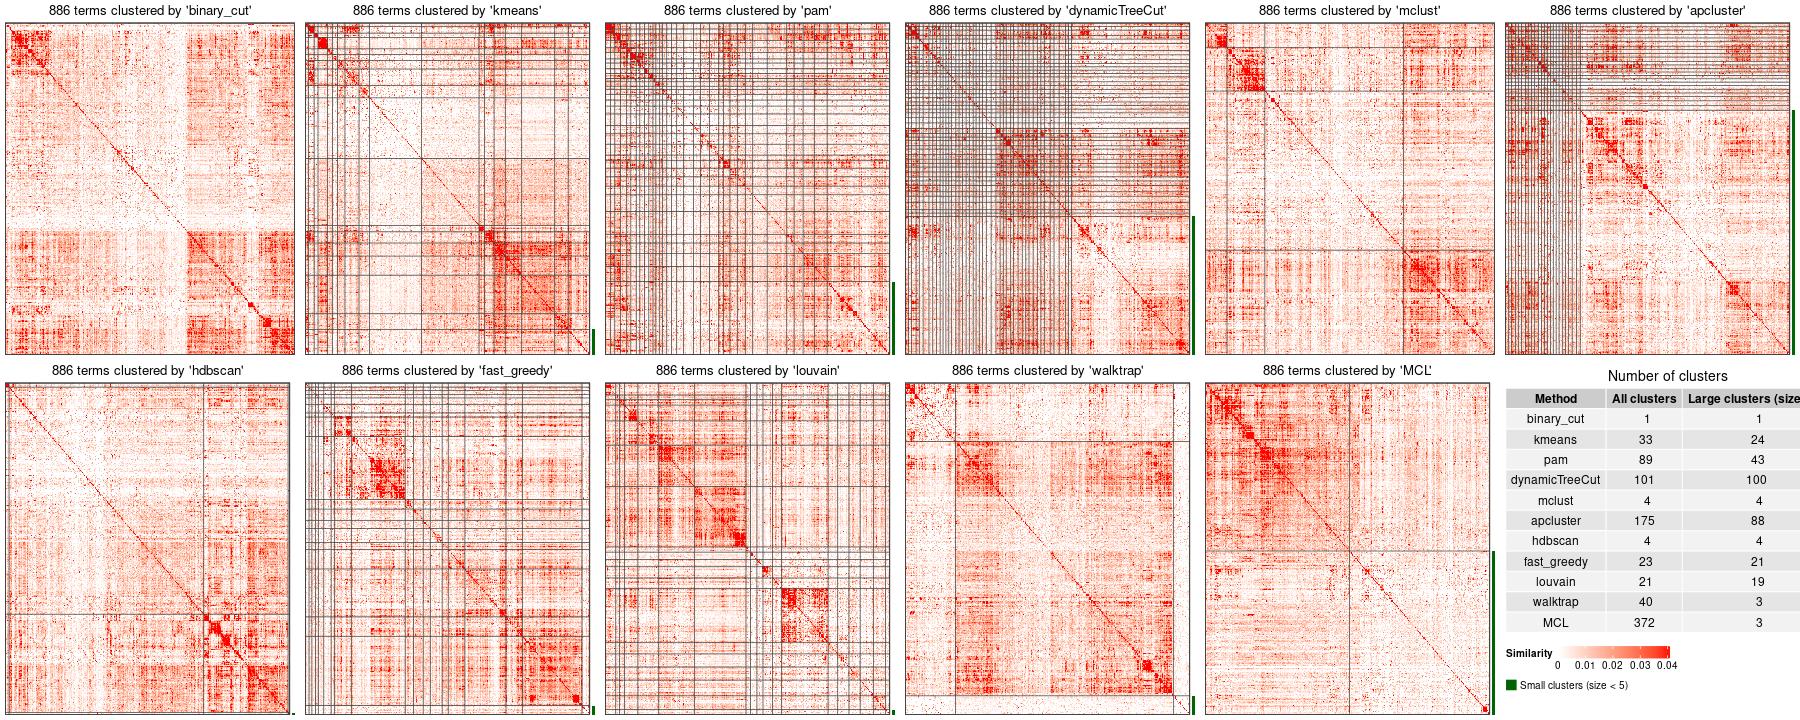 886 terms clustered by 'binary_cut'
886 terms clustered by 'kmeans'
886 terms clustered by 'pam'
886 terms clustered by 'dynamicTreeCut'
886 terms clustered by 'mclust'
886 terms clustered by 'apcluster'
886 terms clustered by 'hdbscan'
886 terms clustered by 'fast_greedy'
886 terms clustered by 'louvain'
886 terms clustered by 'walktrap'
886 terms clustered by 'MCL'
Number of clusters
Method All clusters Large clusters (size
binary_cut 1 1
kmeans 33 24
pam 89 43
dynamicTreeCut 101 100
mclust 4 4
apcluster 175 88
hdbscan 4 4
fast_greedy 23 21
louvain 21 19
walktrap 40 3
MCL 372 3
Similarity
0 0.01 0.02 0.03 0.04
Small clusters (size < 5)